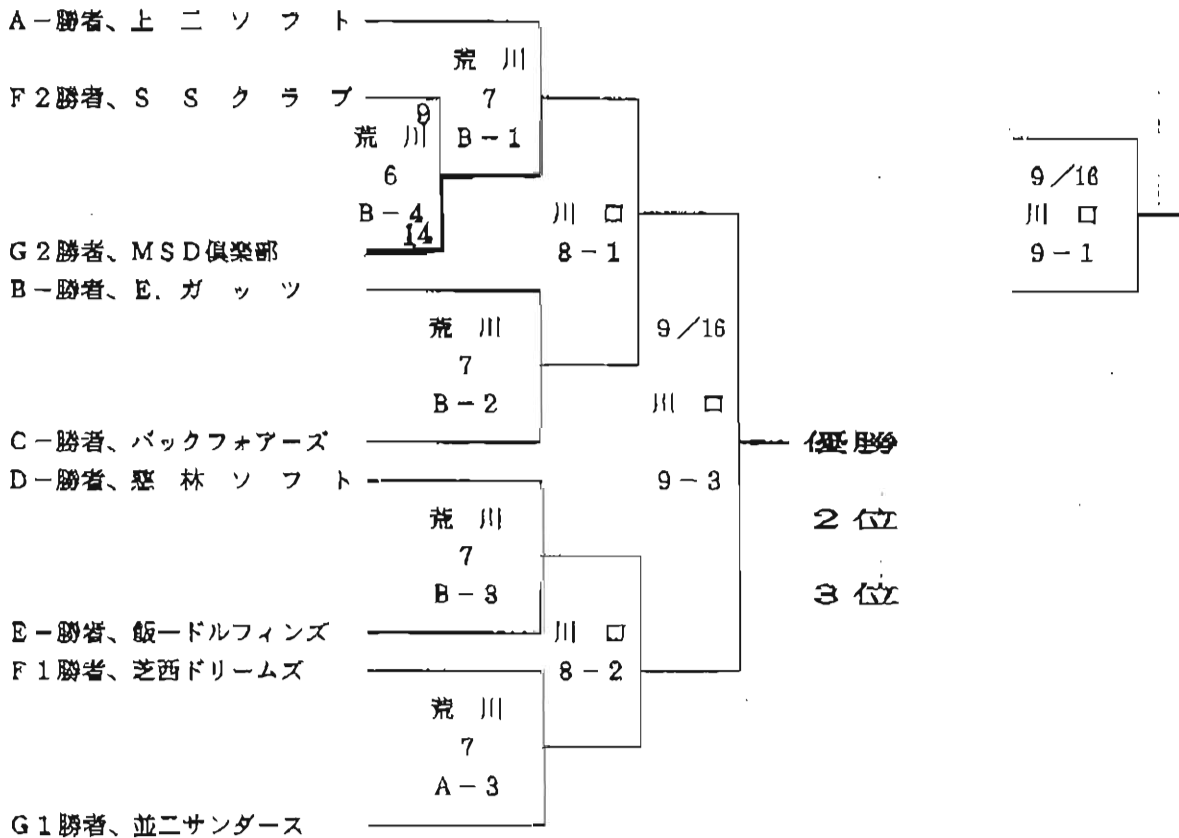 A－勝者、上 二 ソ フ ト
荒 川
7
B－1
F 2勝者、S S ク ラ ブ
9
荒 川
6
B－4
14
G 2勝者、MSD倶楽部
川 口
8－1
B－勝者、E. ガ ッ ツ
荒 川
7
B－2
C－勝者、バックフォアーズ
9／16
川 口
9－3
優勝
2 位
3 位
D－勝者、 林 ソ フ ト
荒 川
7
B－3
E－勝者、飯一ドルフィンズ
川 口
8－2
F 1勝者、芝西ドリームズ
荒 川
7
A－3
G 1勝者、並二サンダース
9／16
川 口
9－1